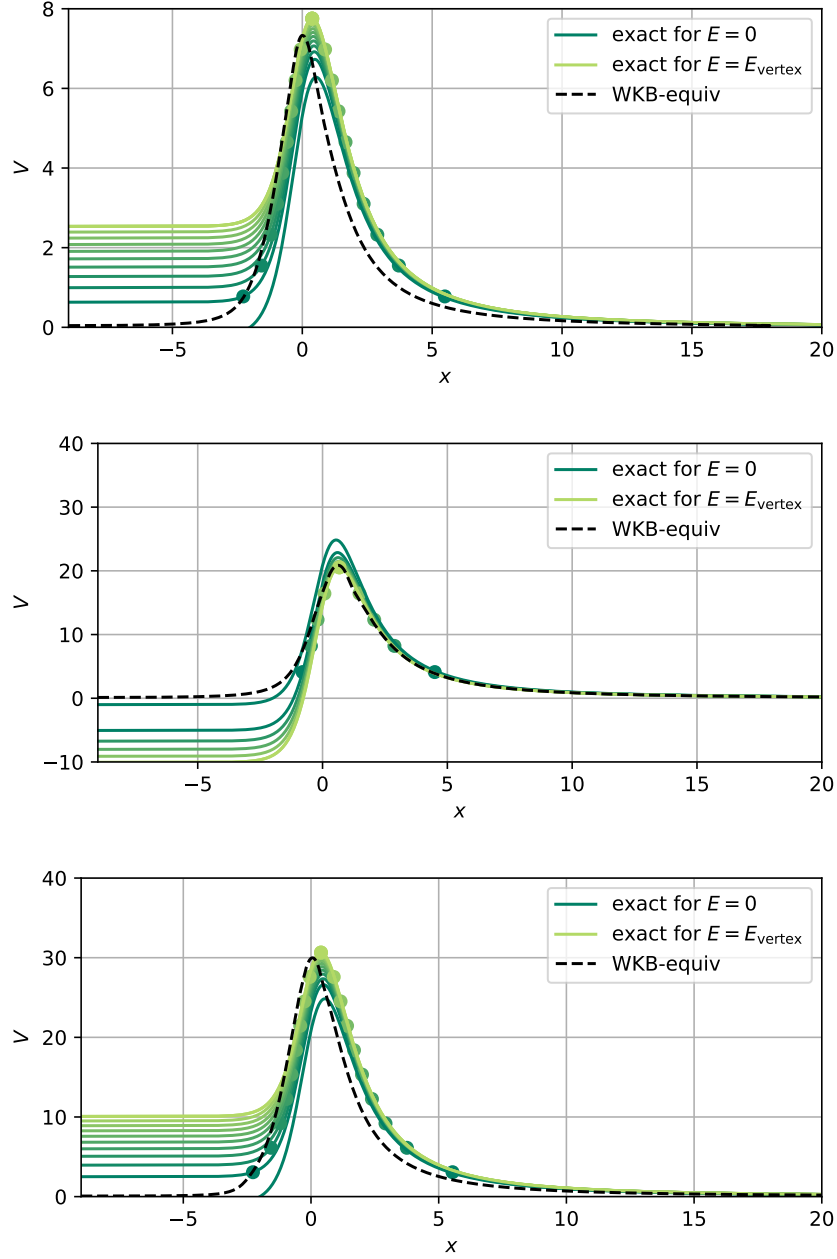 8
6
4
2
0
V
exact for E = 0
exact for E = E_vertex
WKB-equiv
−5 0 5 10 15 20
x
40
30
20
10
0
−10
V
exact for E = 0
exact for E = E_vertex
WKB-equiv
−5 0 5 10 15 20
x
40
30
20
10
0
V
exact for E = 0
exact for E = E_vertex
WKB-equiv
−5 0 5 10 15 20
x